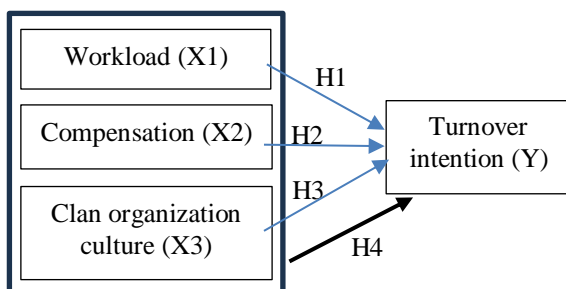 Workload (X1)
H1
Compensation (X2)
H2
Turnover
intention (Y)
H3
Clan organization
culture (X3)
H4